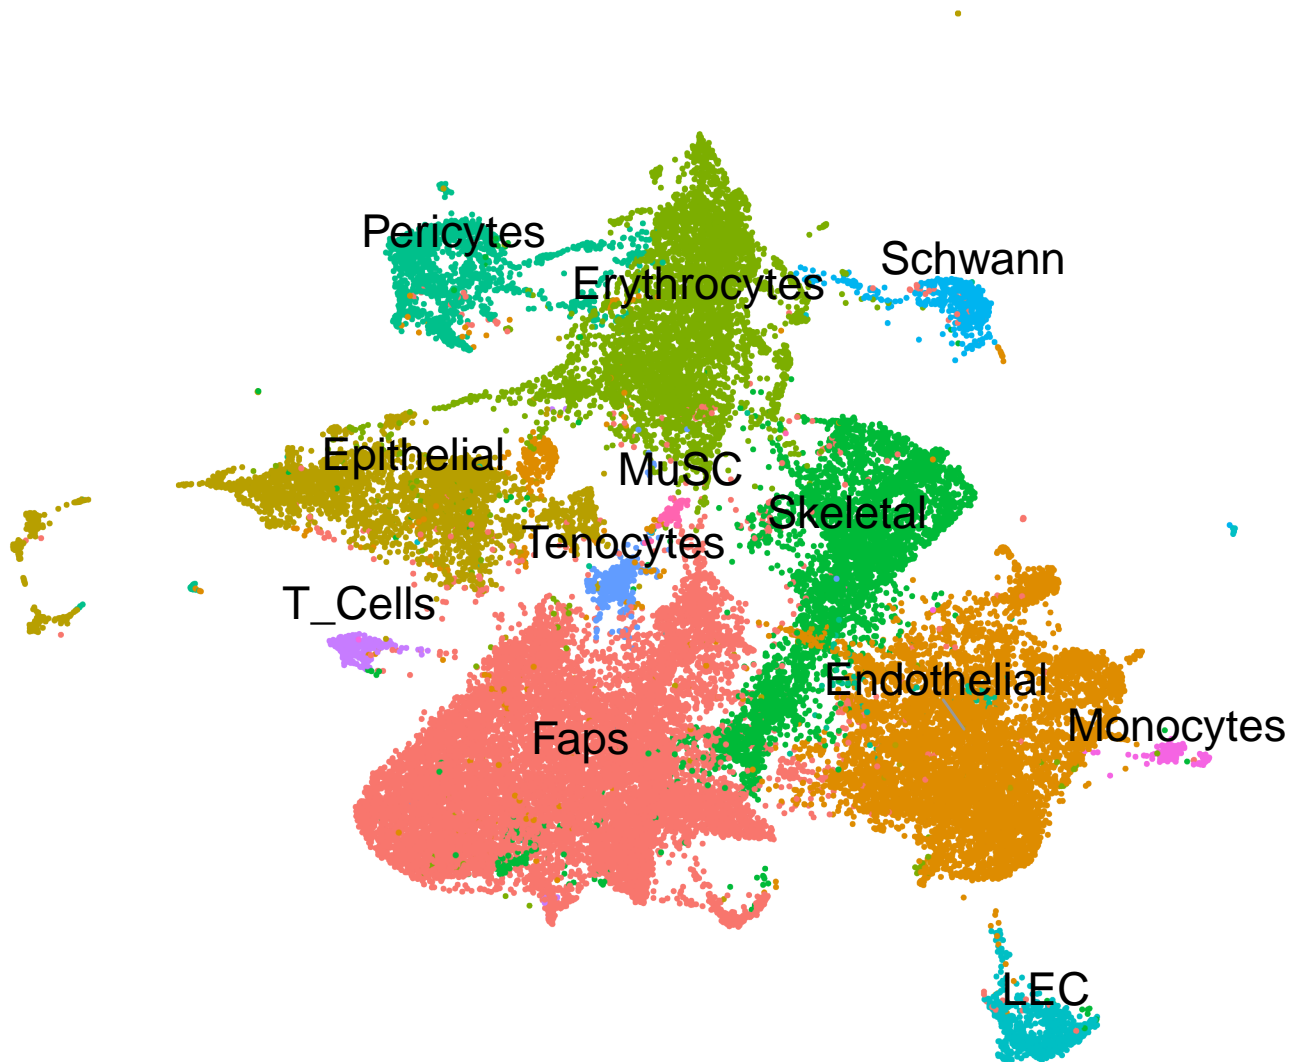 Pericytes
Schwann
Erythrocytes
Epithelial
MuSC
Skeletal
Tenocytes
T_Cells
Endothelial
Monocytes
Faps
LEC